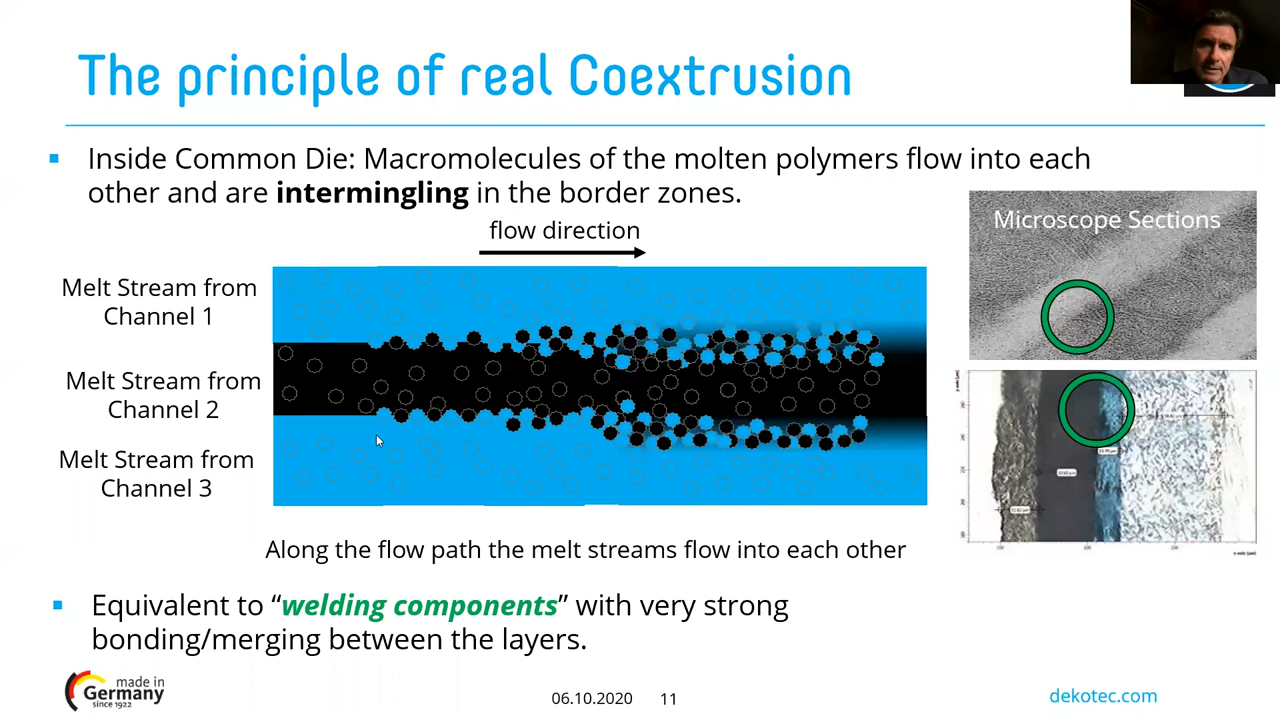 The principle of real Coextrusion
Inside Common Die: Macromolecules of the molten polymers flow into each
other and are intermingling in the border zones.
flow direction
Microscope Sections
Melt Stream from
Channel 1
Melt Stream from
Channel 2
Melt Stream from
Channel 3
Along the flow path the melt streams flow into each other
Equivalent to “welding components” with very strong
bonding/merging between the layers.
made in
Germany
since 1922
06.10.2020
11
dekotec.com